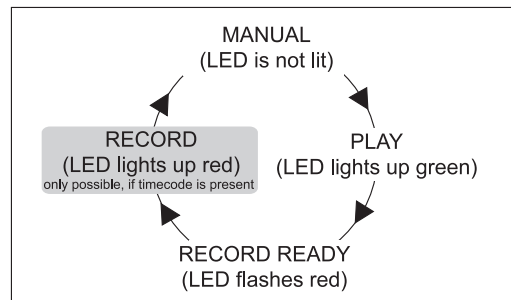 MANUAL
(LED is not lit)
PLAY
(LED lights up green)
RECORD READY
(LED flashes red)
RECORD
(LED lights up red)
only possible, if timecode is present